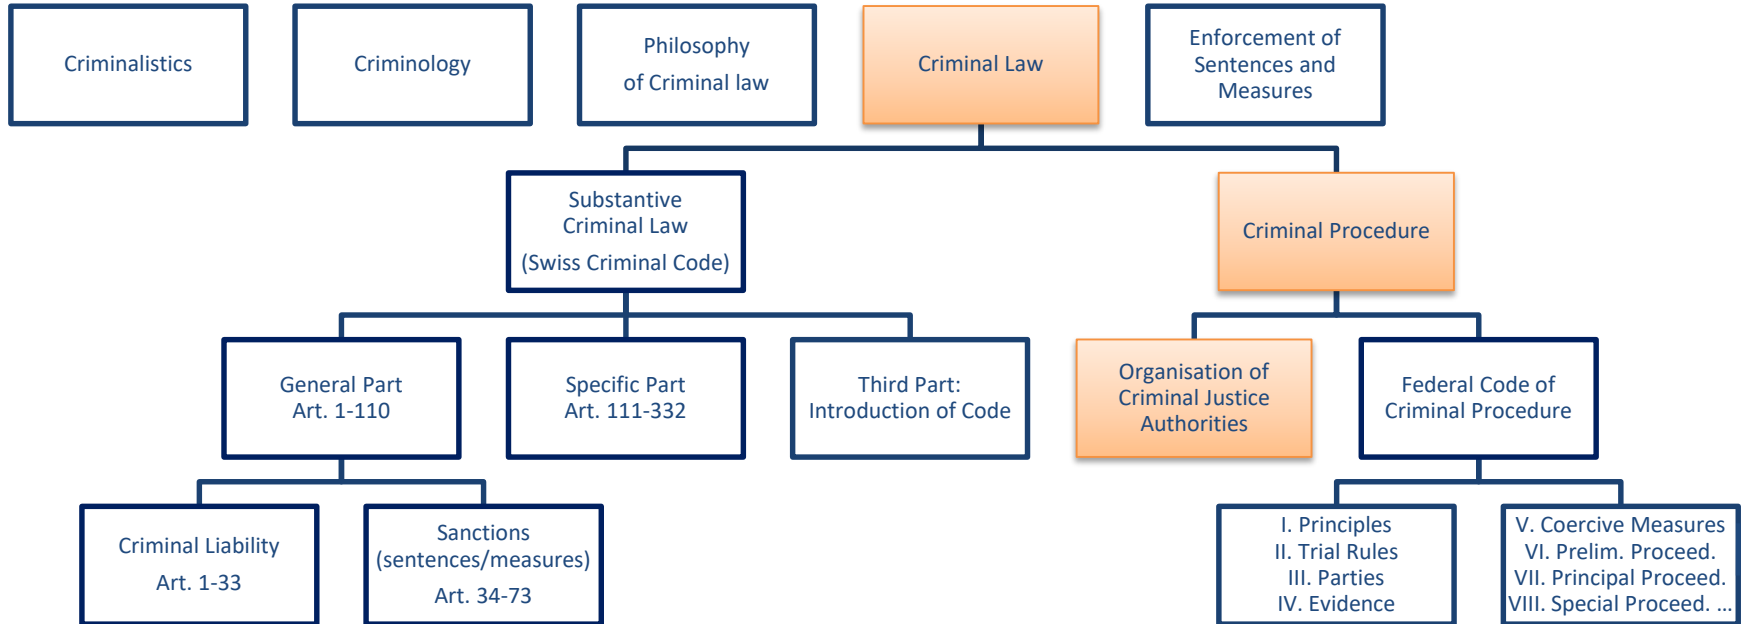 Criminalistics
Criminology
Philosophy
of Criminal law
Criminal Law
Enforcement of
Sentences and
Measures
Substantive
Criminal Law
(Swiss Criminal Code)
Criminal Procedure
General Part
Art. 1-110
Specific Part
Art. 111-332
Third Part:
Introduction of Code
Organisation of
Criminal Justice
Authorities
Federal Code of
Criminal Procedure
Criminal Liability
Art. 1-33
Sanctions
(sentences/measures)
Art. 34-73
I. Principles
II. Trial Rules
III. Parties
IV. Evidence
V. Coercive Measures
VI. Prelim. Proceed.
VII. Principal Proceed.
VIII. Special Proceed. ...